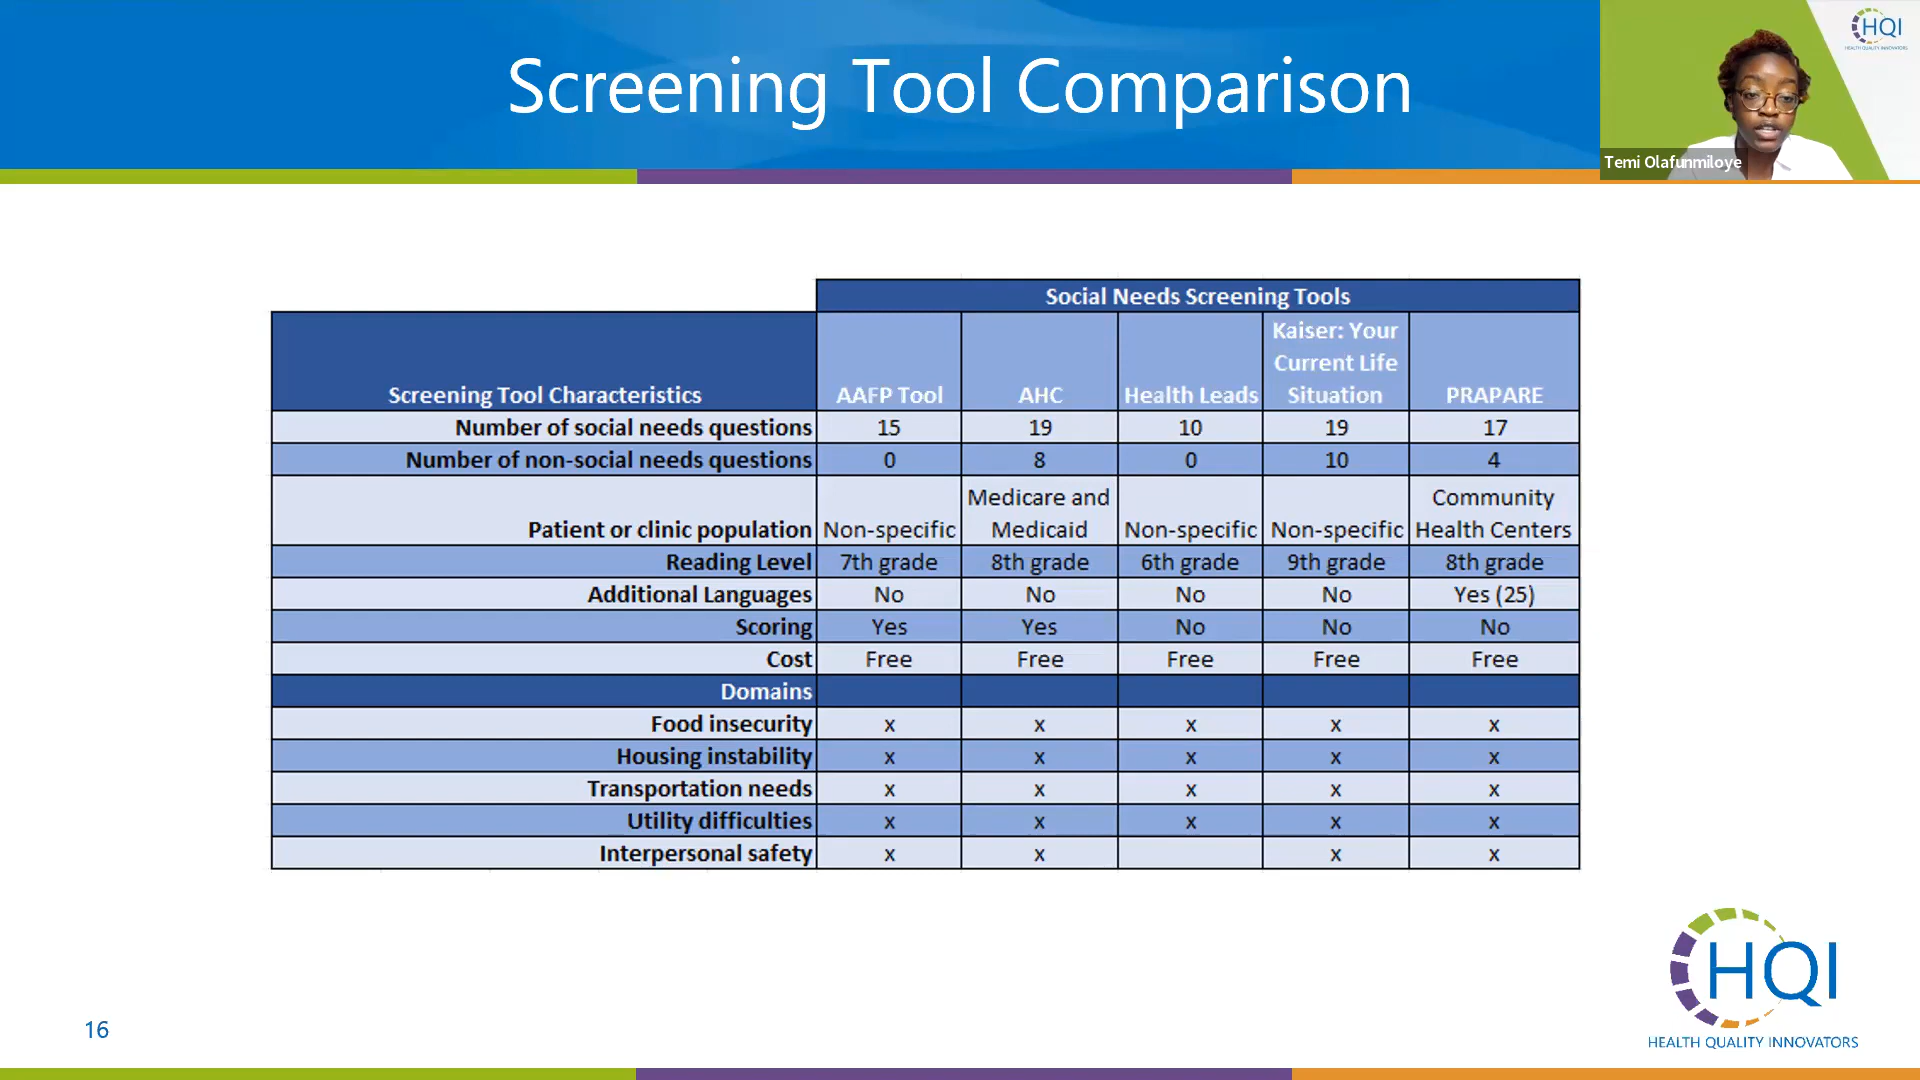 Screening Tool Comparison
HQI
HEALTH QUALITY INNOVATORS
Temi Olafunmiloye
Social Needs Screening Tools
Screening Tool Characteristics AAFP Tool AHC Health Leads Kaiser: Your Current Life Situation PRAPARE
Number of social needs questions 15 19 10 19 17
Number of non-social needs questions 0 8 0 10 4
Patient or clinic population Non-specific Medicare and Medicaid Non-specific Non-specific Community Health Centers
Reading Level 7th grade 8th grade 6th grade 9th grade 8th grade
Additional Languages No No No No Yes (25)
Scoring Yes Yes No No No
Cost Free Free Free Free Free
Domains
Food insecurity x x x x x
Housing instability x x x x x
Transportation needs x x x x x
Utility difficulties x x x x x
Interpersonal safety x x x x
HQI
HEALTH QUALITY INNOVATORS
16